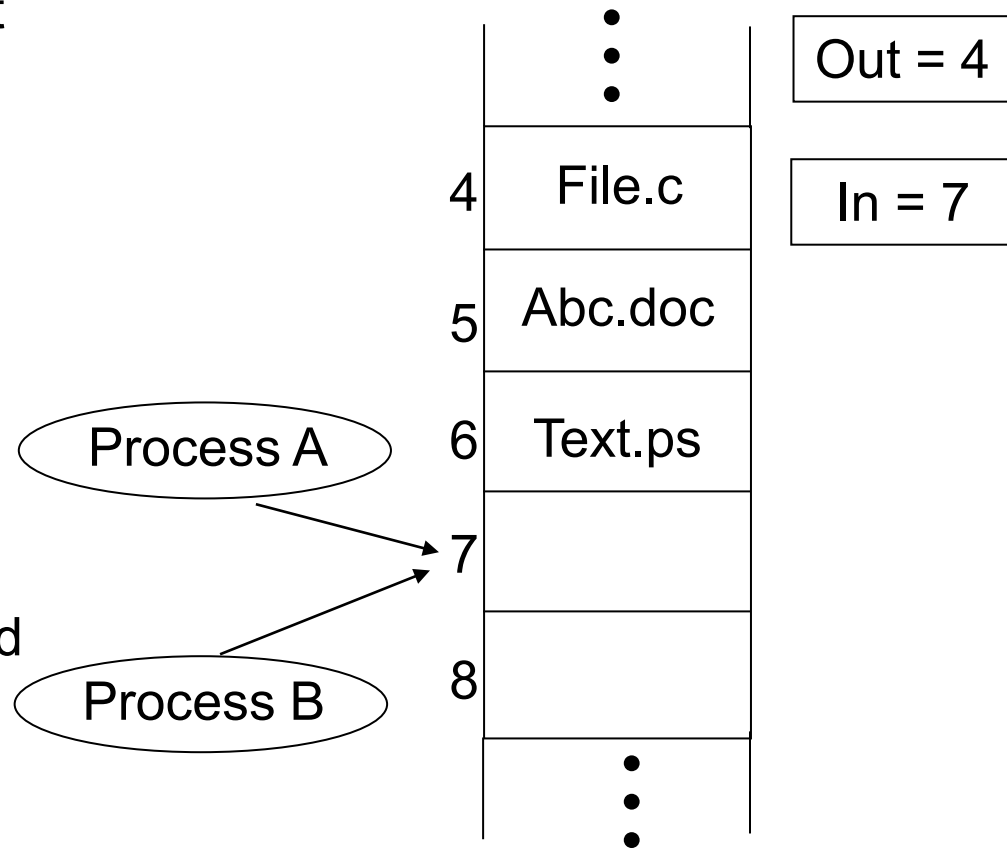 Out = 4
4 File.c
In = 7
5 Abc.doc
Process A
6 Text.ps
7
d
Process B
8